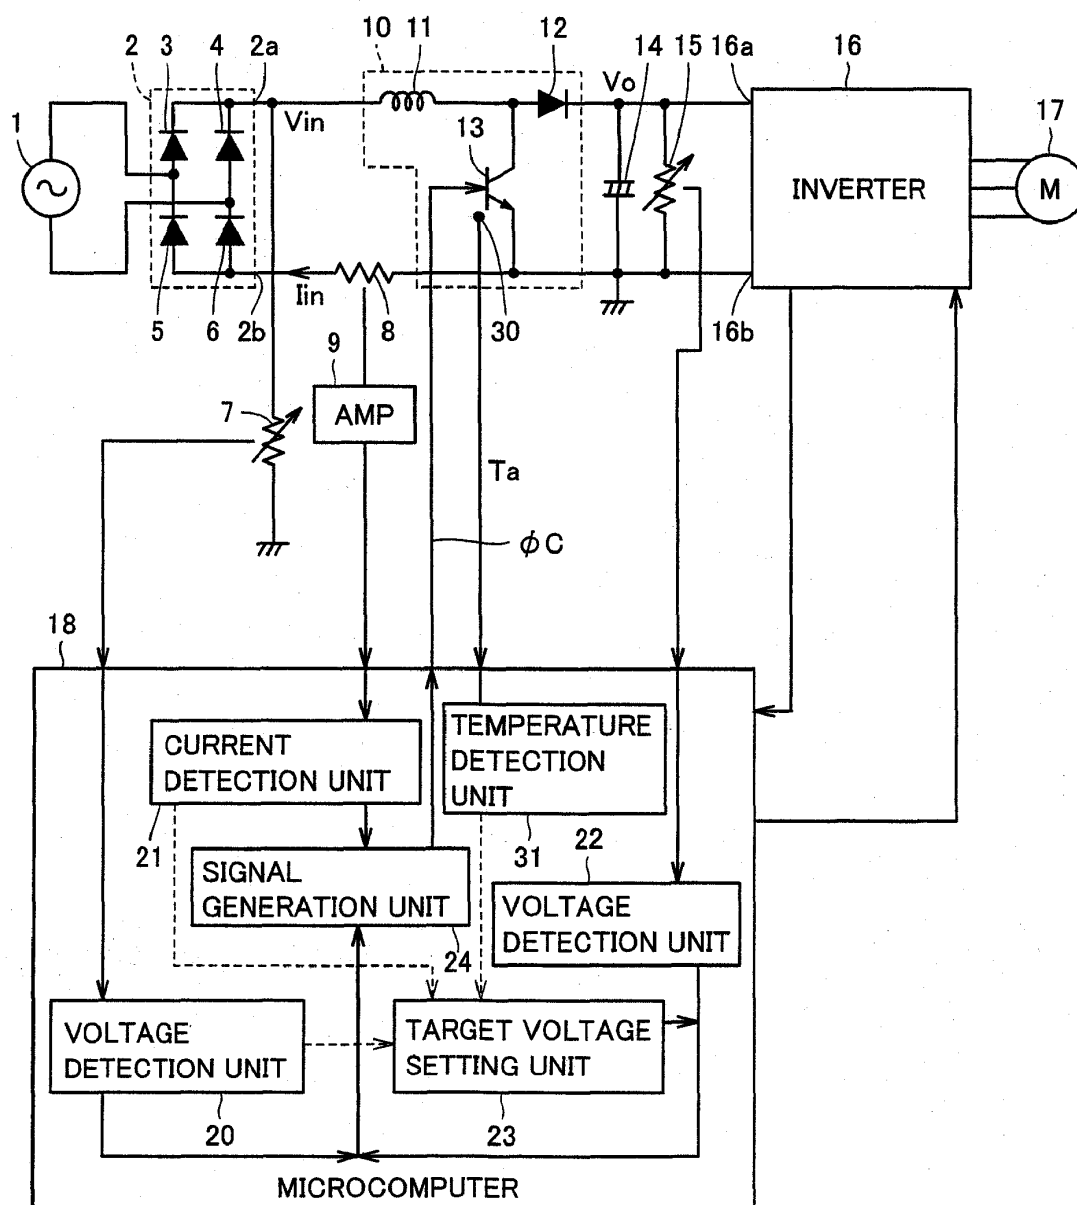 10 11 12 14 15 16a 16
2 3 4 2a
Vo
17
1
Vin
13
INVERTER
M
5 6 Iin 2b 8 30 16b
9
7
AMP
Ta
φC
18
CURRENT
DETECTION UNIT
TEMPERATURE
DETECTION
UNIT
21
31
22
SIGNAL
GENERATION UNIT
VOLTAGE
DETECTION UNIT
24
VOLTAGE
DETECTION UNIT
TARGET VOLTAGE
SETTING UNIT
20
23
MICROCOMPUTER